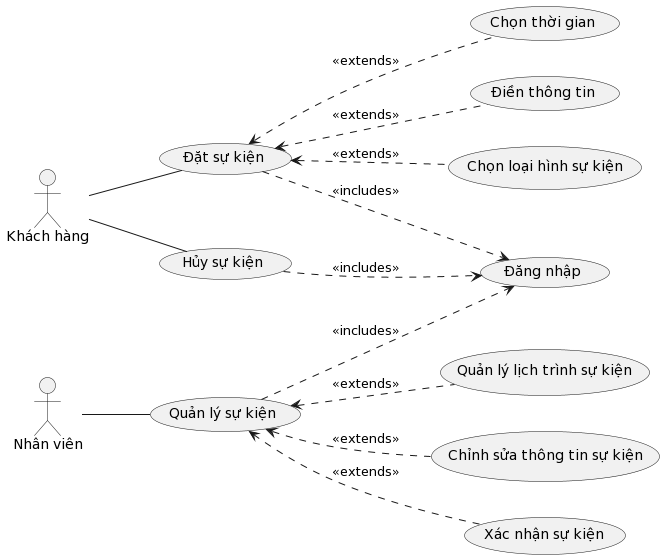 Chọn thời gian
«extends»
Điền thông tin
«extends»
Đặt sự kiện
«extends»
Chọn loại hình sự kiện
«includes»
Khách hàng
Hủy sự kiện
«includes»
Đăng nhập
«includes»
Quản lý lịch trình sự kiện
«extends»
Nhân viên
Quản lý sự kiện
«extends»
Chỉnh sửa thông tin sự kiện
«extends»
Xác nhận sự kiện